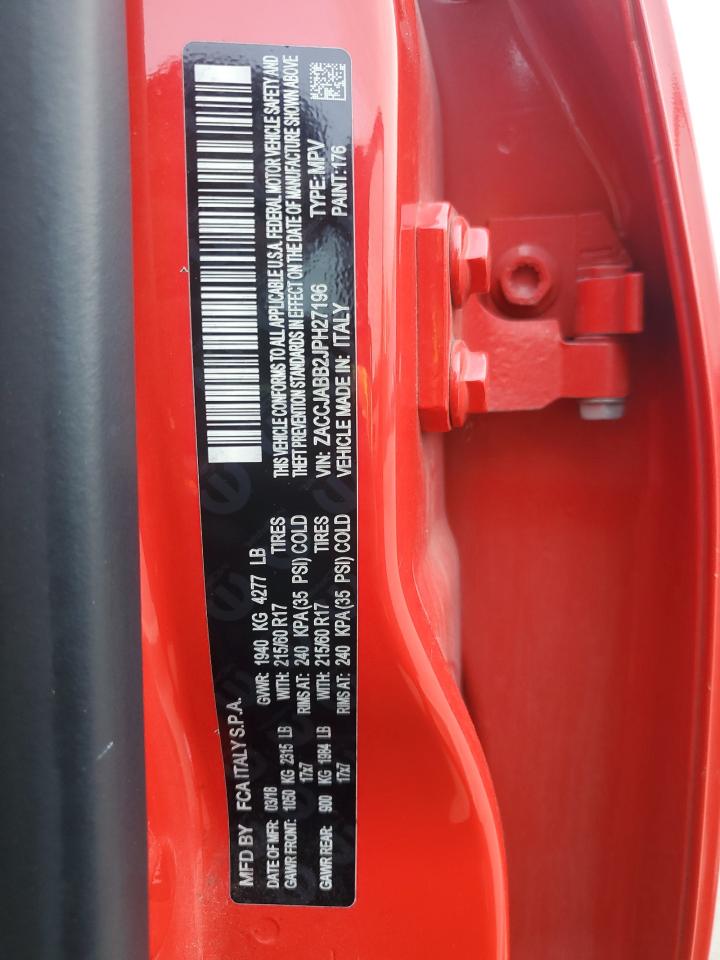 MFD BY FCA ITALY S.P.A.
DATE OF MFR: 03/18 GVWR: 1940 KG 4277 LB
GAWR FRONT: 1050 KG 2315 LB WITH: 215/60 R17 TIRES
17x7 RIMS AT: 240 KPA(35 PSI) COLD
GAWR REAR: 900 KG 1984 LB WITH: 215/60 R17 TIRES
17x7 RIMS AT: 240 KPA(35 PSI) COLD
THIS VEHICLE CONFORMS TO ALL APPLICABLE U.S.A. FEDERAL MOTOR VEHICLE SAFETY AND
THEFT PREVENTION STANDARDS IN EFFECT ON THE DATE OF MANUFACTURE SHOWN ABOVE
VIN: ZACCJABB2JPH27196 TYPE: MPV
VEHICLE MADE IN: ITALY PAINT: 176